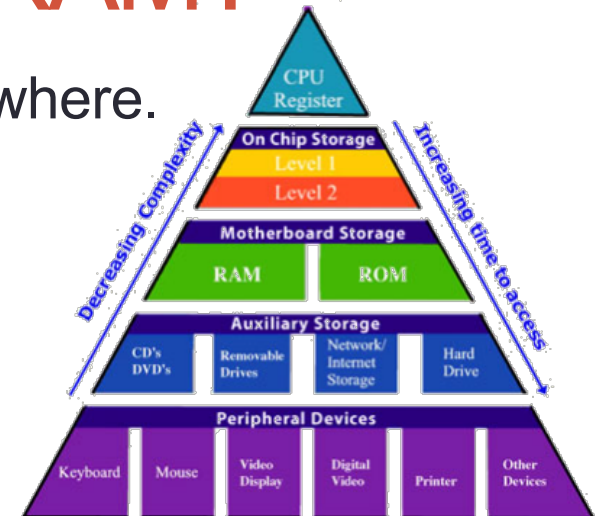 where.
CPU
Register
On Chip Storage
Level 1
Level 2
Decreasing Complexity
Increasing time to access
Motherboard Storage
RAM
ROM
Auxiliary Storage
CD's
DVD's
Removable
Drives
Network/
Internet
Storage
Hard
Drive
Peripheral Devices
Keyboard
Mouse
Video
Display
Digital
Video
Printer
Other
Devices